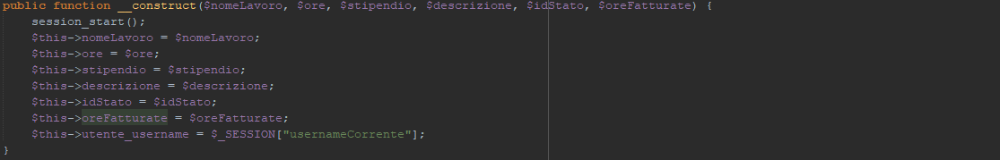 public function __construct($nomeLavoro, $ore, $stipendio, $descrizione, $idStato, $oreFatturate) {
    session_start();
    $this->nomeLavoro = $nomeLavoro;
    $this->ore = $ore;
    $this->stipendio = $stipendio;
    $this->descrizione = $descrizione;
    $this->idStato = $idStato;
    $this->oreFatturate = $oreFatturate;
    $this->utente_username = $_SESSION["usernameCorrente"];
}